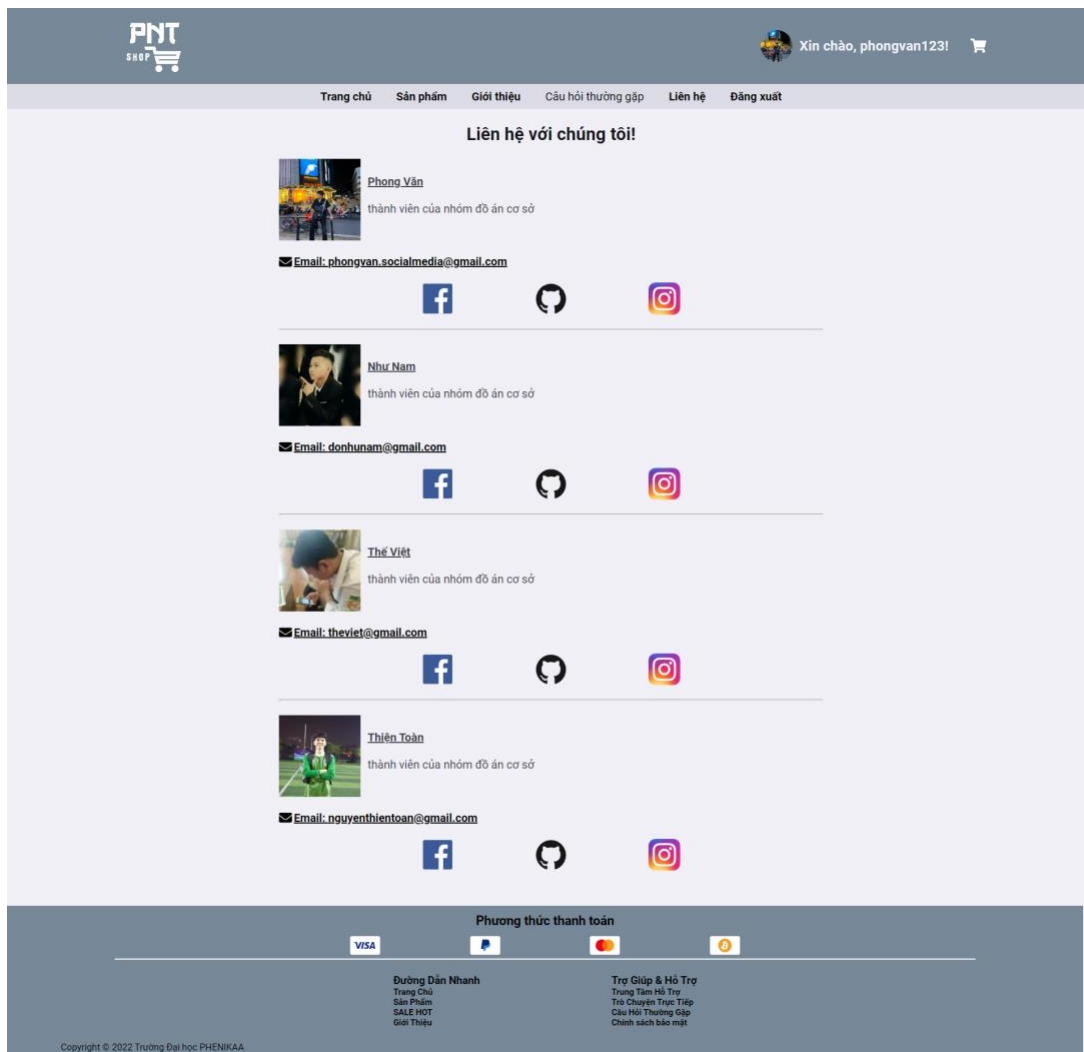 PNT
SHOP
Xin chào, phongvan123!
Trang chủ Sản phẩm Giới thiệu Câu hỏi thường gặp Liên hệ Đăng xuất
Liên hệ với chúng tôi!
Phong Văn
thành viên của nhóm đồ án cơ sở
Email: phongvan.socialmedia@gmail.com
Như Nam
thành viên của nhóm đồ án cơ sở
Email: donhunam@gmail.com
Thế Việt
thành viên của nhóm đồ án cơ sở
Email: theviet@gmail.com
Thiện Toàn
thành viên của nhóm đồ án cơ sở
Email: nguyenthientoan@gmail.com
Phương thức thanh toán
VISA
Đường Dẫn Nhanh
Trang Chủ
Sản Phẩm
SALE HOT
Giới Thiệu
Trợ Giúp & Hỗ Trợ
Trung Tâm Hỗ Trợ
Trò Chuyện Trực Tiếp
Câu Hỏi Thường Gặp
Chính sách bảo mật
Copyright © 2022 Trường Đại học PHENIKAA